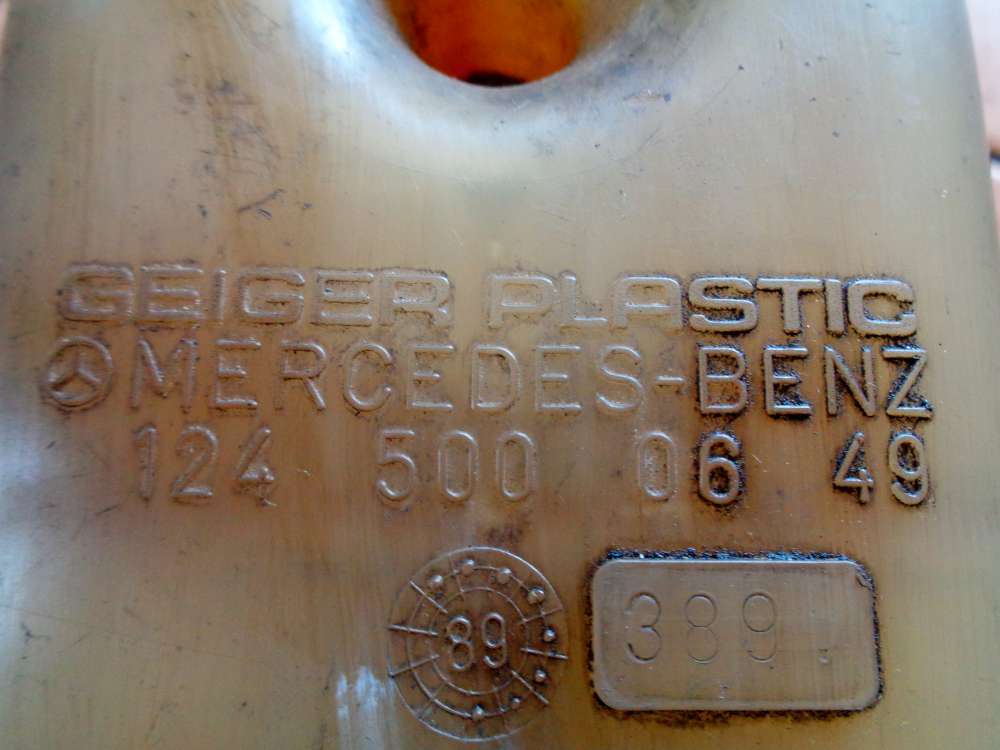 GEIGER PLASTIC
MERCEDES-BENZ
124 500 06 49
89
389.